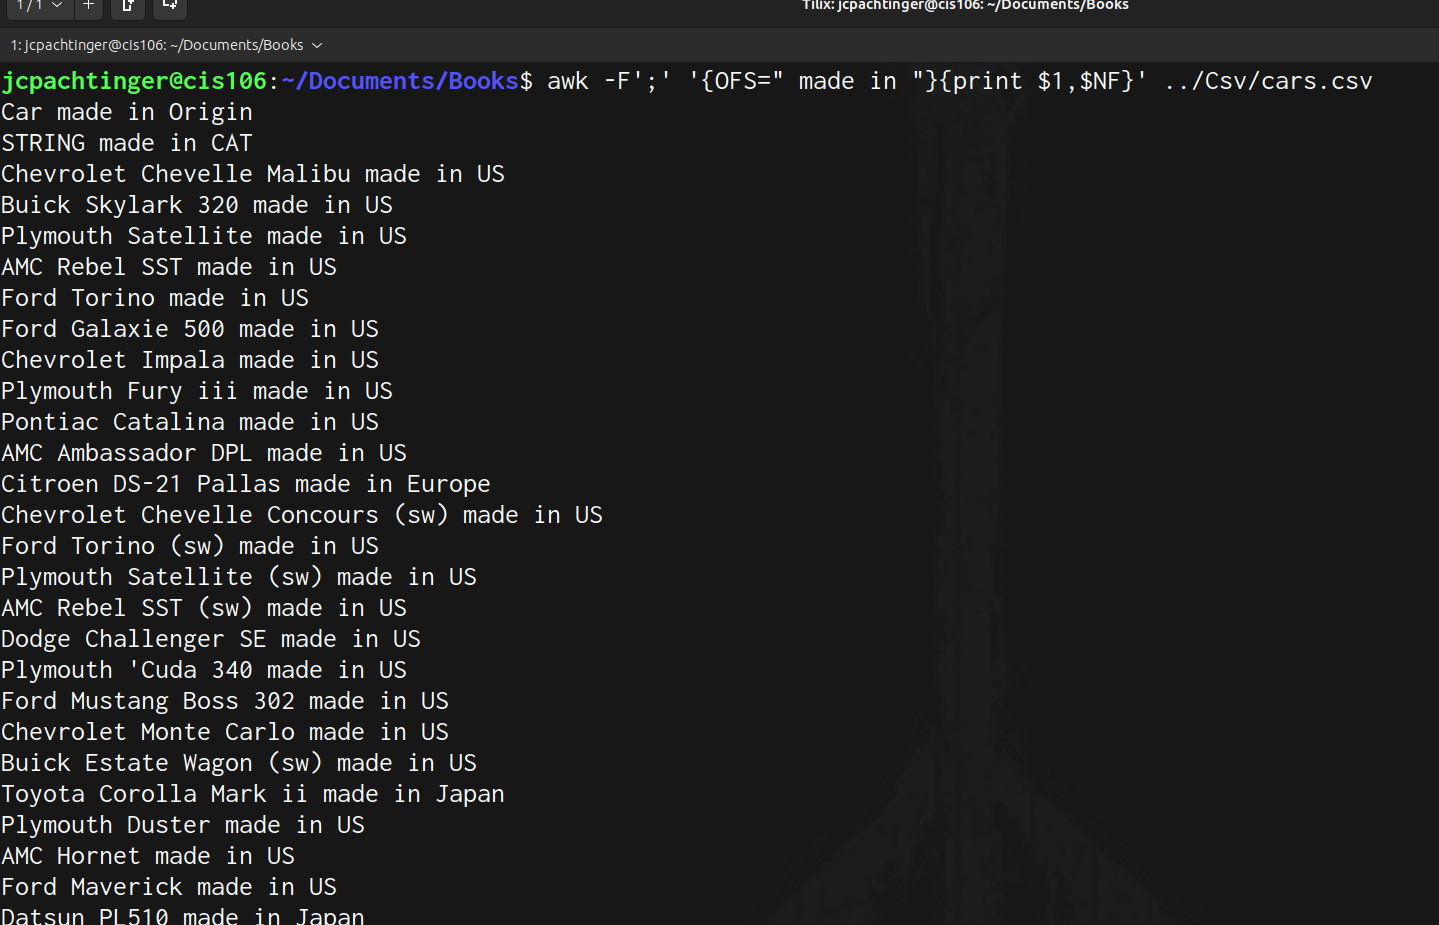 1 / 1
Tilix: jcpachtinger@cis106: ~/Documents/Books
1: jcpachtinger@cis106: ~/Documents/Books
jcpachtinger@cis106:~/Documents/Books$ awk -F';' '{OFS=" made in "}{print $1,$NF}' ../Csv/cars.csv
Car made in Origin
STRING made in CAT
Chevrolet Chevelle Malibu made in US
Buick Skylark 320 made in US
Plymouth Satellite made in US
AMC Rebel SST made in US
Ford Torino made in US
Ford Galaxie 500 made in US
Chevrolet Impala made in US
Plymouth Fury iii made in US
Pontiac Catalina made in US
AMC Ambassador DPL made in US
Citroen DS-21 Pallas made in Europe
Chevrolet Chevelle Concours (sw) made in US
Ford Torino (sw) made in US
Plymouth Satellite (sw) made in US
AMC Rebel SST (sw) made in US
Dodge Challenger SE made in US
Plymouth 'Cuda 340 made in US
Ford Mustang Boss 302 made in US
Chevrolet Monte Carlo made in US
Buick Estate Wagon (sw) made in US
Toyota Corolla Mark ii made in Japan
Plymouth Duster made in US
AMC Hornet made in US
Ford Maverick made in US
Datsun PL510 made in Japan